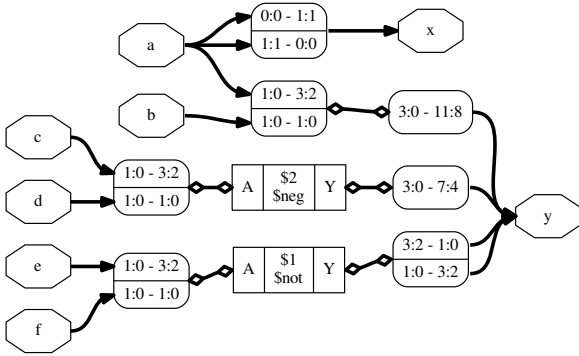 a
0:0 - 1:1
1:1 - 0:0
x
b
1:0 - 3:2
1:0 - 1:0
3:0 - 11:8
c
d
1:0 - 3:2
1:0 - 1:0
A
$2
$neg
Y
3:0 - 7:4
y
e
f
1:0 - 3:2
1:0 - 1:0
A
$1
$not
Y
3:2 - 1:0
1:0 - 3:2